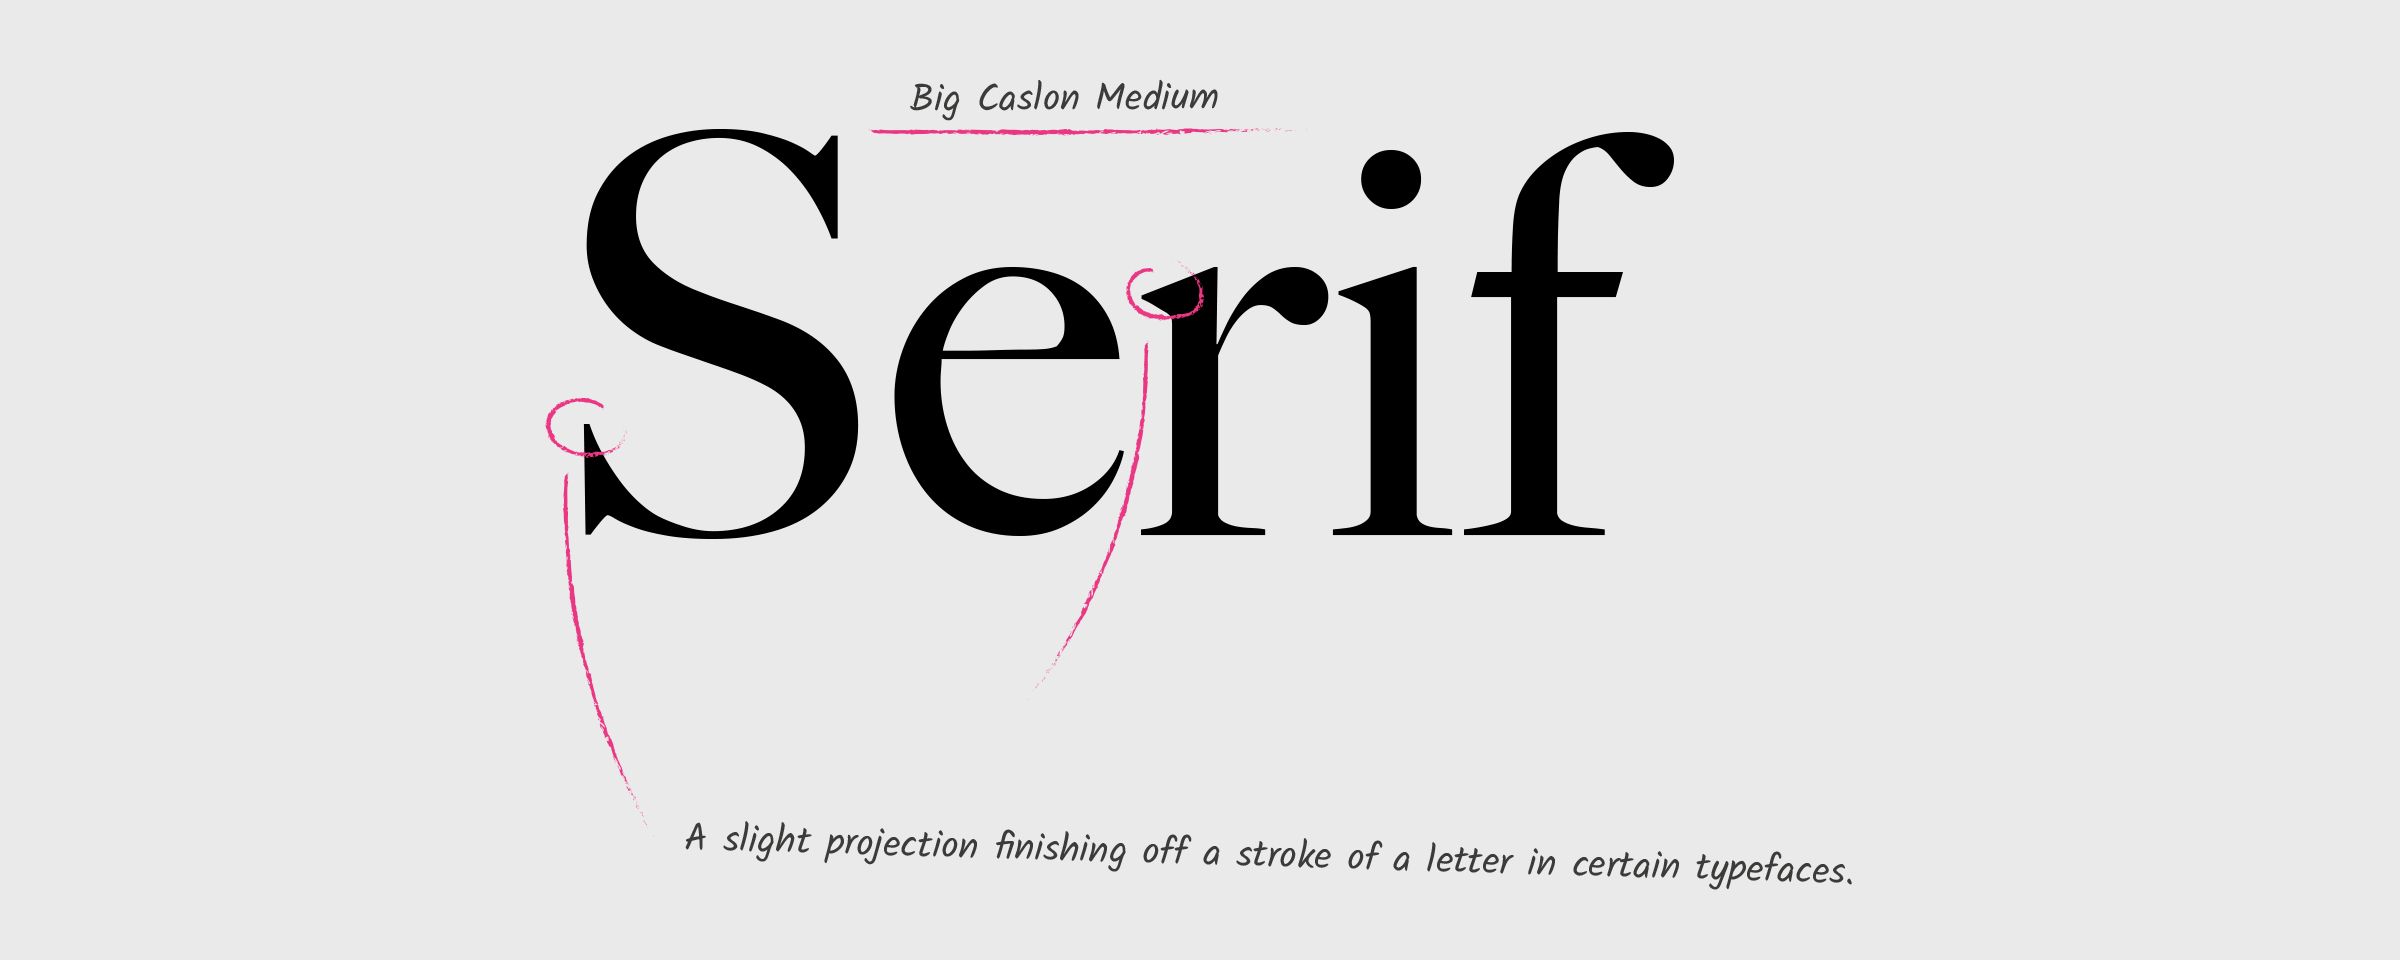 Big Caslon Medium
Serif
A slight projection finishing off a stroke of a letter in certain typefaces.